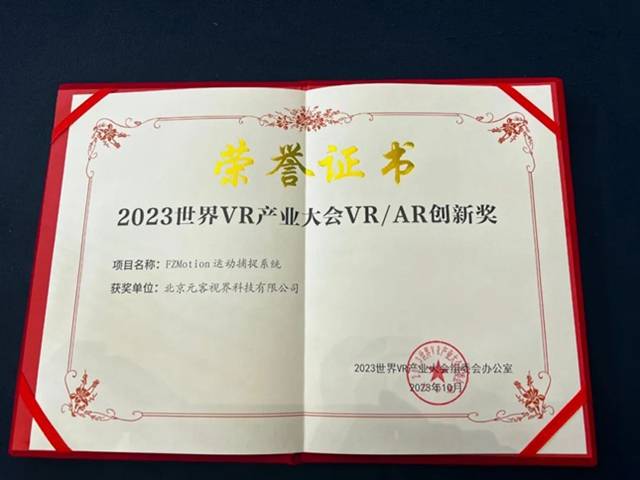 荣誉证书
2023世界VR产业大会VR/AR创新奖
项目名称：FZMotion运动捕捉系统
获奖单位：北京元客视界科技有限公司
2023世界VR产业大会组委会办公室
2023年10月